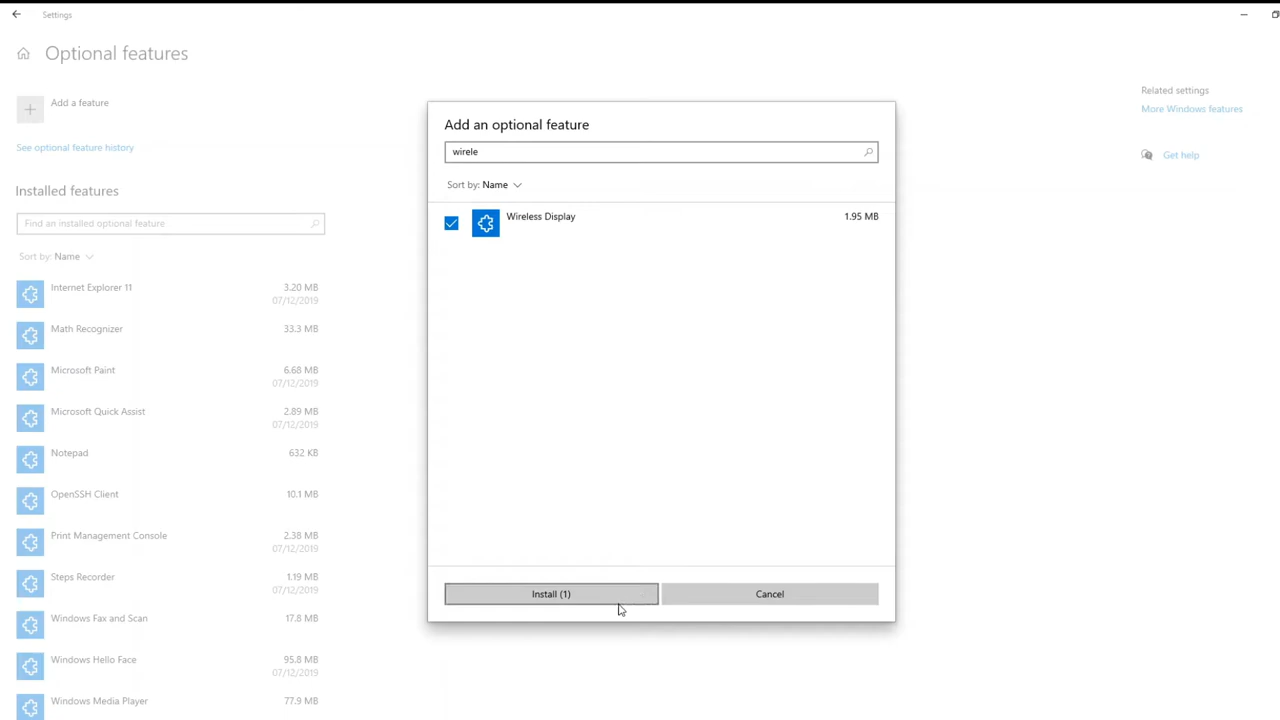 Settings
Optional features
Add a feature
See optional feature history
Installed features
Find an installed optional feature
Sort by: Name
Internet Explorer 11 3.20 MB
07/12/2019
Math Recognizer 33.3 MB
Microsoft Paint 6.68 MB
07/12/2019
Microsoft Quick Assist 2.89 MB
07/12/2019
Notepad 632 KB
OpenSSH Client 10.1 MB
Print Management Console 2.38 MB
07/12/2019
Steps Recorder 1.19 MB
07/12/2019
Windows Fax and Scan 17.8 MB
Windows Hello Face 95.8 MB
07/12/2019
Windows Media Player 77.9 MB
Add an optional feature
wirele
Sort by: Name
Wireless Display 1.95 MB
Install (1) Cancel
Related settings
More Windows features
Get help